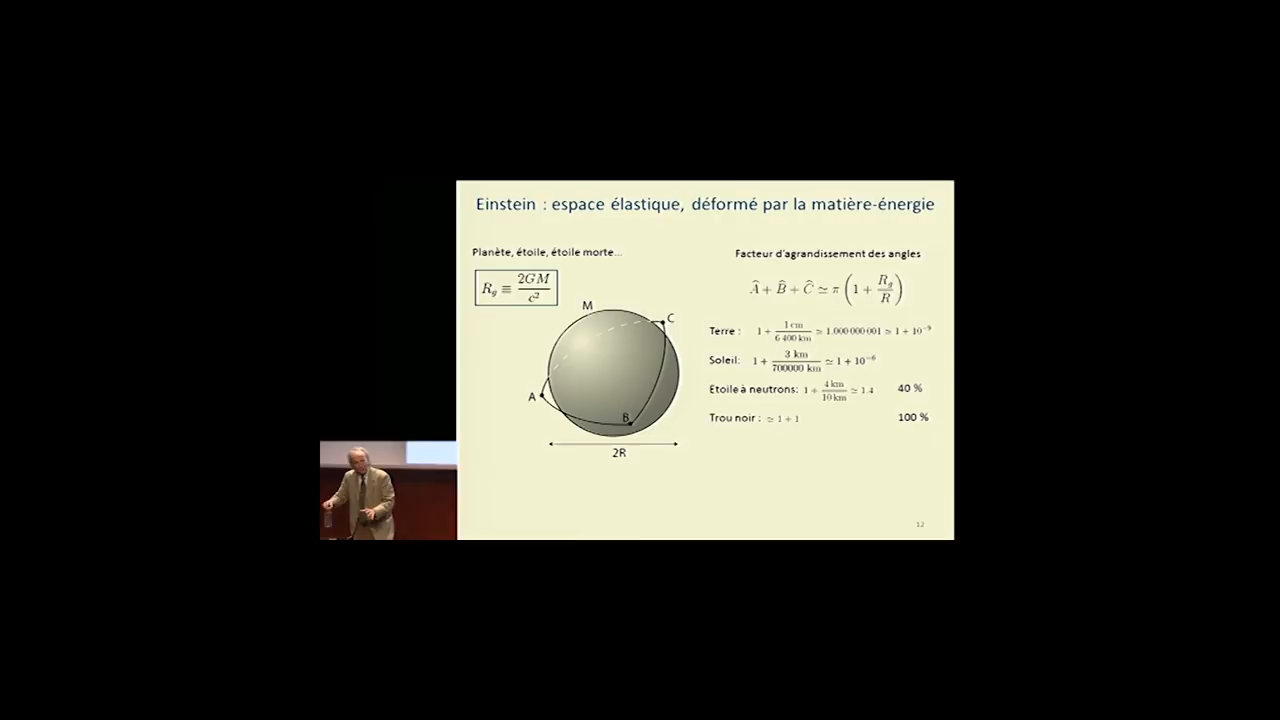 Einstein : espace élastique, déformé par la matière-énergie
Planète, étoile, étoile morte...
R_g ≡ 2GM/c²
M
C
A
B
2R
Facteur d'agrandissement des angles
Â + B̂ + Ĉ ≃ π (1 + R_g/R)
Terre : 1 + 1 cm/6 400 km ≃ 1.000 000 001 ≃ 1 + 10⁻⁹
Soleil: 1 + 3 km/700000 km ≃ 1 + 10⁻⁶
Etoile à neutrons: 1 + 4 km/10 km ≃ 1.4 40 %
Trou noir : ≃ 1 + 1 100 %
12